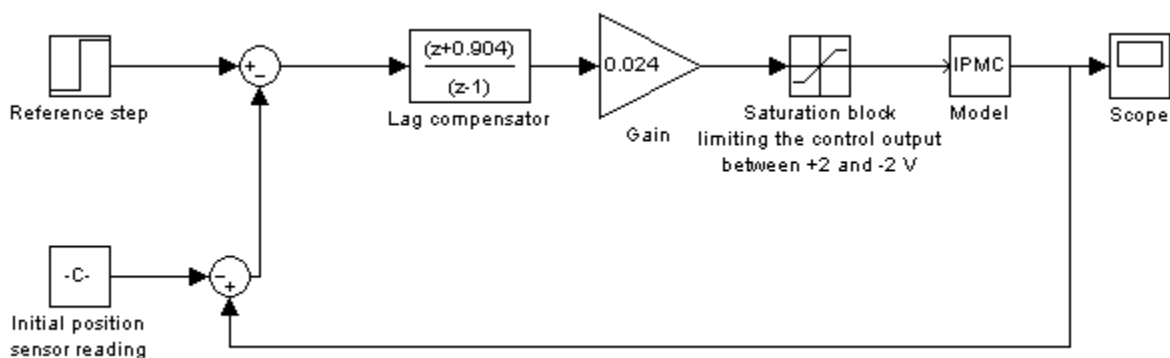 (z+0.904)
(z-1)
0.024
IPMC
Reference step
Lag compensator
Gain
Saturation block
limiting the control output
between +2 and -2 V
Model
Scope
-C-
Initial position
sensor reading